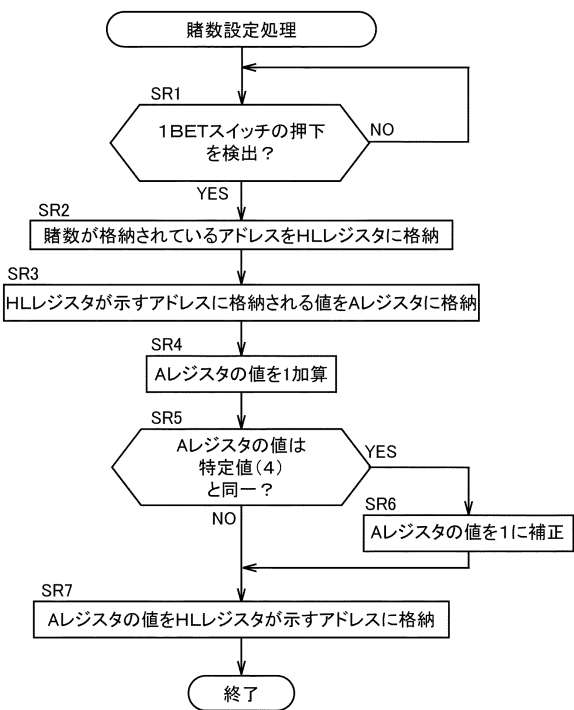 賭数設定処理
SR1
1BETスイッチの押下
を検出？
NO
YES
SR2
賭数が格納されているアドレスをHLレジスタに格納
SR3
HLレジスタが示すアドレスに格納される値をAレジスタに格納
SR4
Aレジスタの値を1加算
SR5
Aレジスタの値は
特定値（4）
と同一？
YES
NO
SR6
Aレジスタの値を1に補正
SR7
Aレジスタの値をHLレジスタが示すアドレスに格納
終了